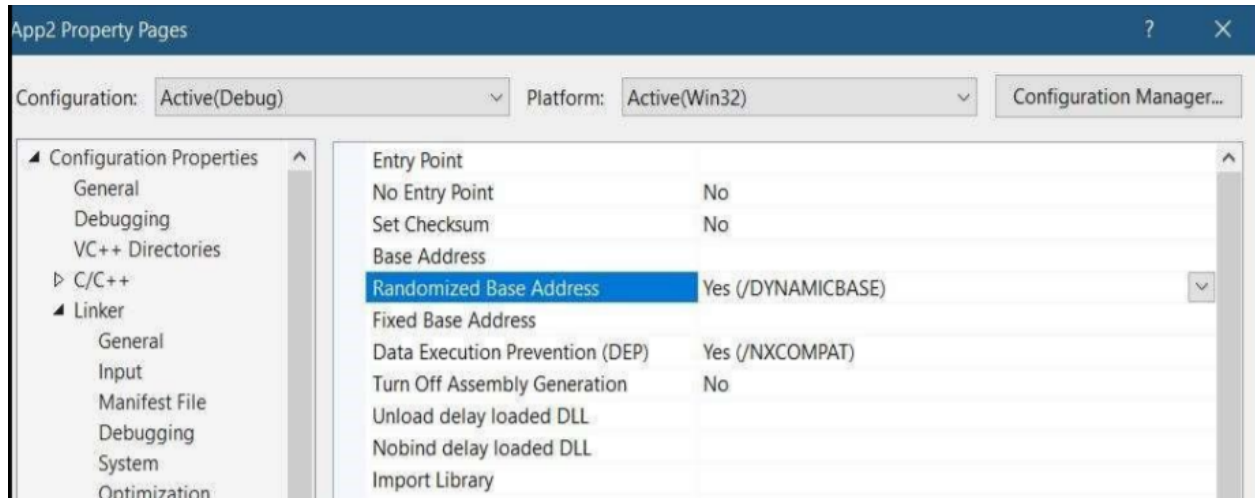 App2 Property Pages
?
Configuration: Active(Debug) Platform: Active(Win32) Configuration Manager...
Configuration Properties
General
Debugging
VC++ Directories
C/C++
Linker
General
Input
Manifest File
Debugging
System
Optimization
Entry Point
No Entry Point No
Set Checksum No
Base Address
Randomized Base Address Yes (/DYNAMICBASE)
Fixed Base Address
Data Execution Prevention (DEP) Yes (/NXCOMPAT)
Turn Off Assembly Generation No
Unload delay loaded DLL
Nobind delay loaded DLL
Import Library